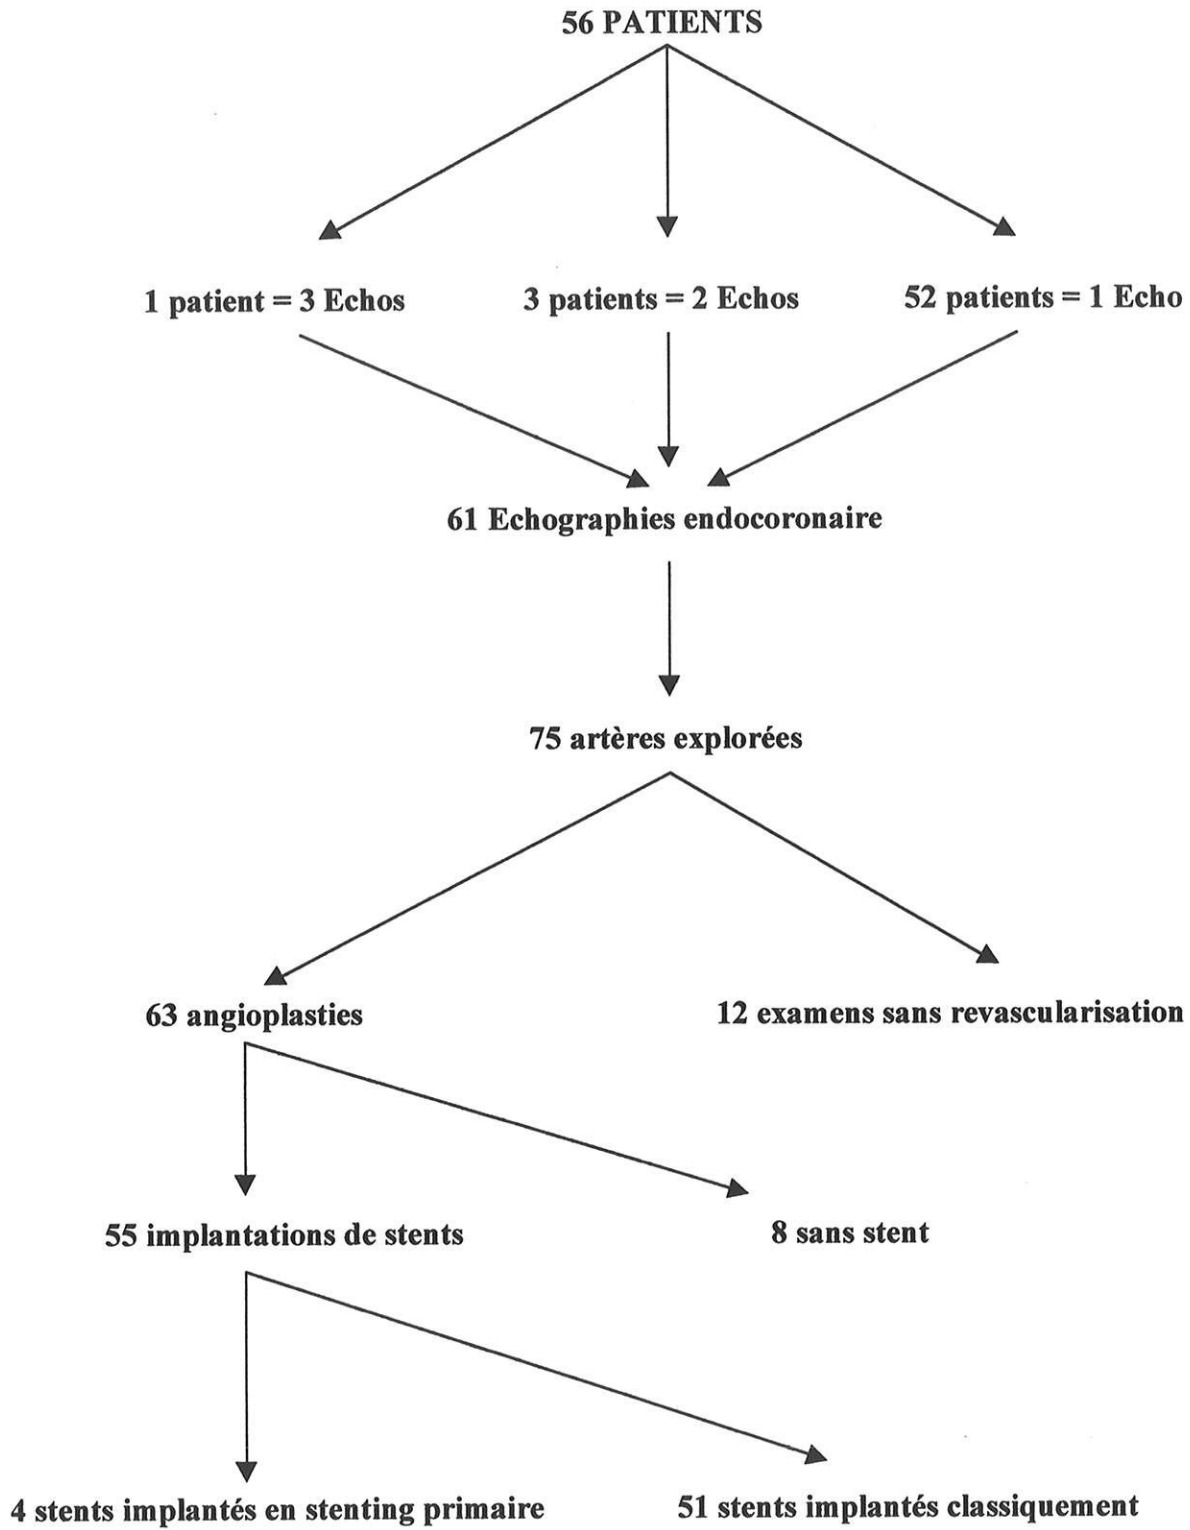 56 PATIENTS
1 patient = 3 Echos
3 patients = 2 Echos
52 patients = 1 Echo
61 Echographies endocoronaire
75 artères explorées
63 angioplasties
12 examens sans revascularisation
55 implantations de stents
8 sans stent
4 stents implantés en stenting primaire
51 stents implantés classiquement